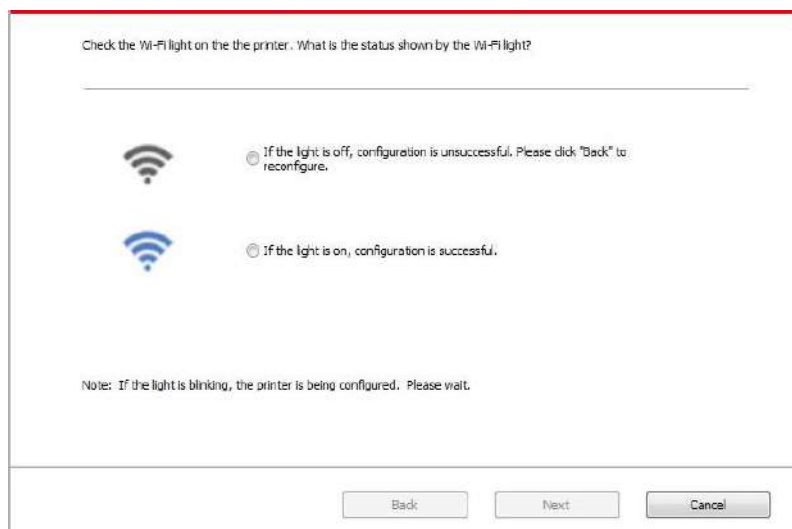 Check the Wi-Fi light on the the printer. What is the status shown by the Wi-Fi light?
If the light is off, configuration is unsuccessful. Please click "Back" to
reconfigure.
If the light is on, configuration is successful.
Note: If the light is blinking, the printer is being configured. Please wait.
Back
Next
Cancel